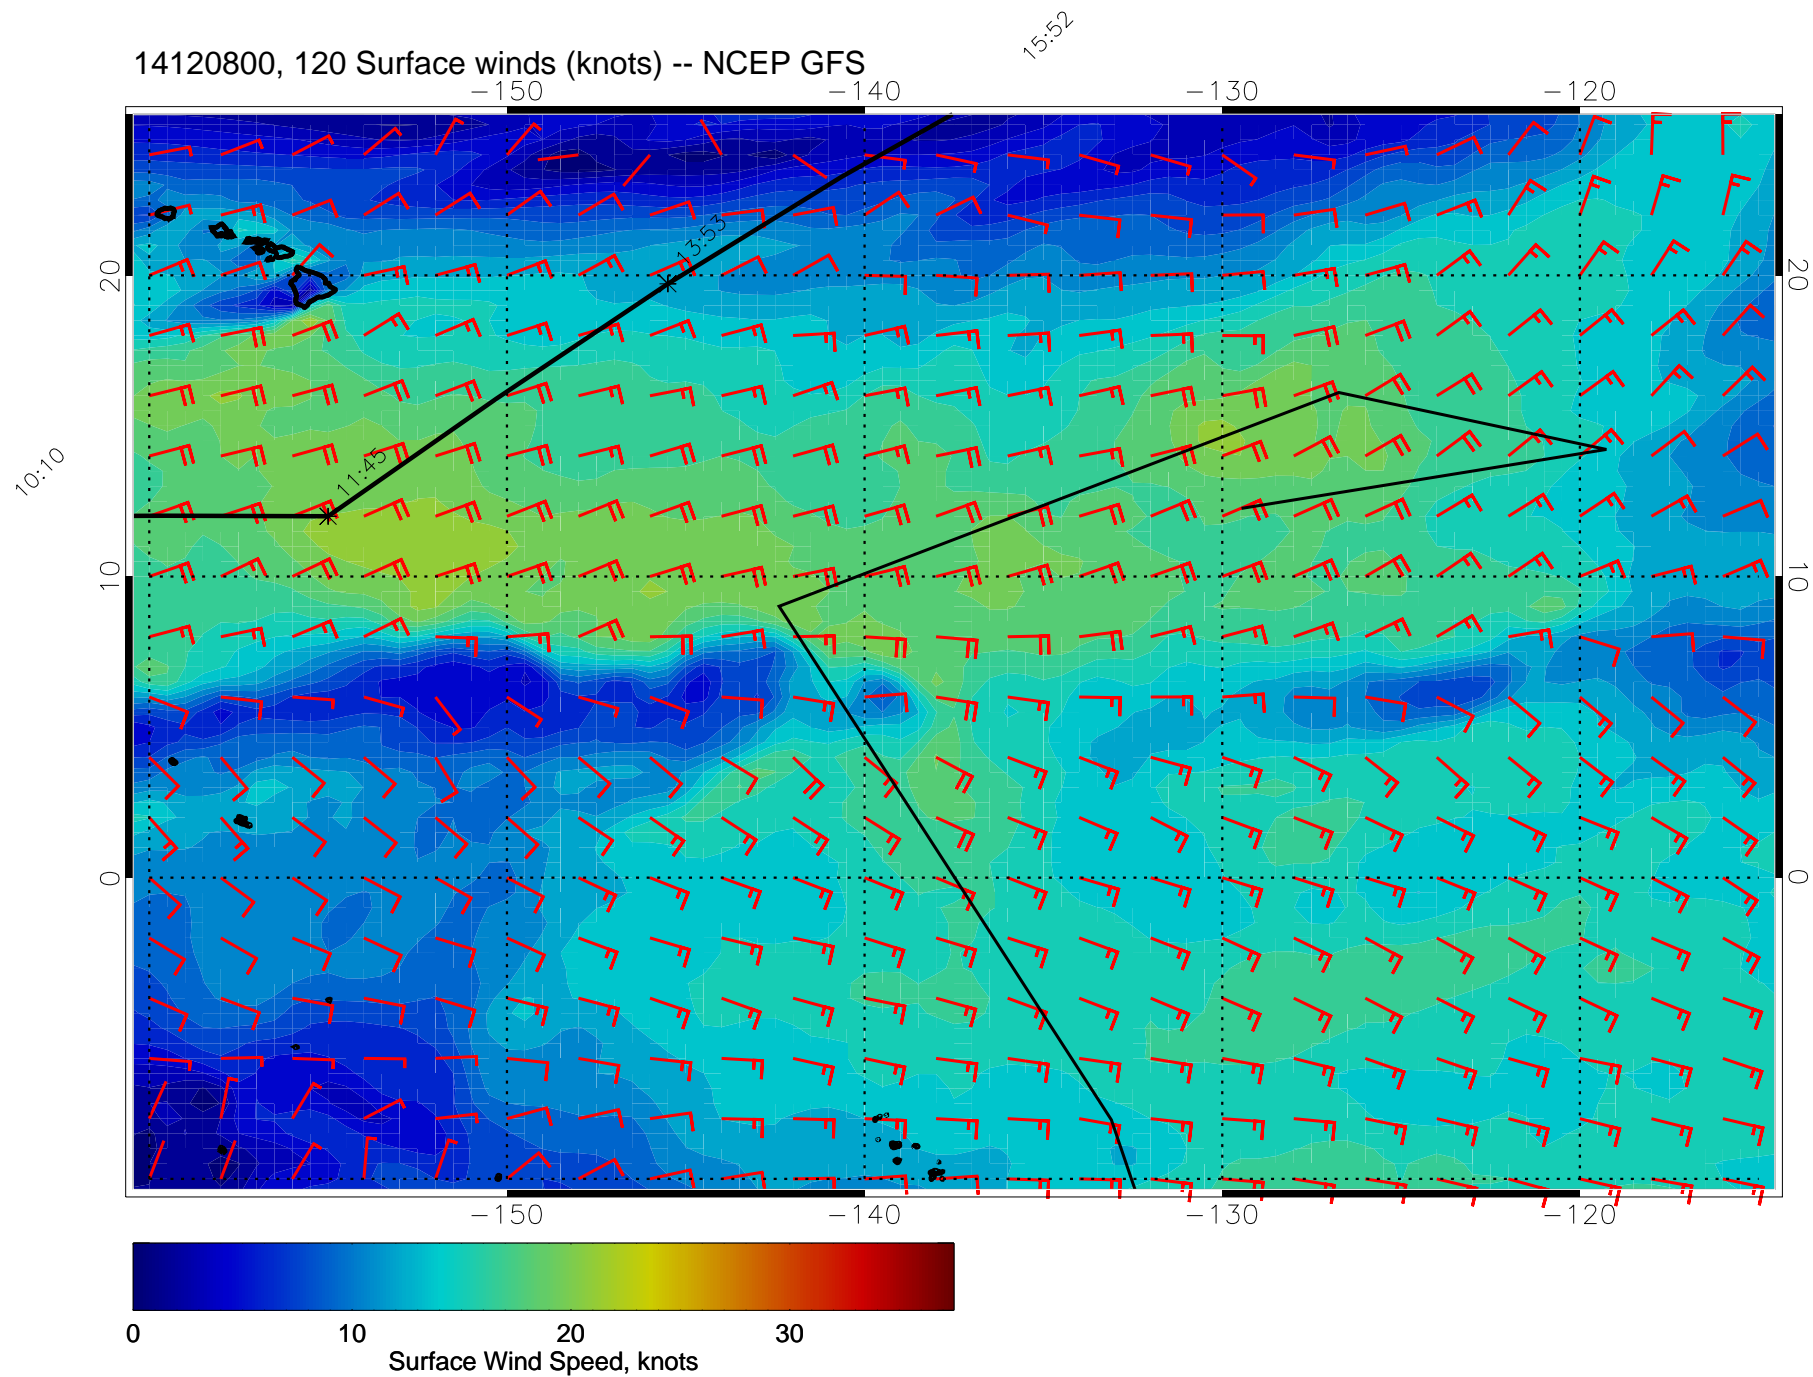 15:52
14120800, 120 Surface winds (knots) -- NCEP GFS
−150 −140 −130 −120
13:53
20 20
11:45
10:10
10 10
0 0
−150 −140 −130 −120
0 10 20 30
Surface Wind Speed, knots